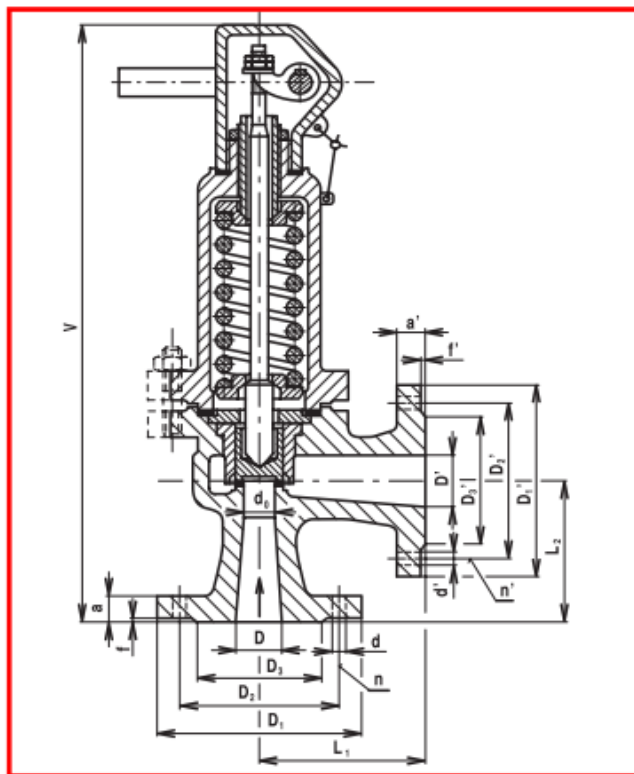 V
a'
f'
D'
D₃'
D₂'
D₁'
L₂
d₀
n'
d'
a
f
D
d
D₃
n
D₂
D₁
L₁